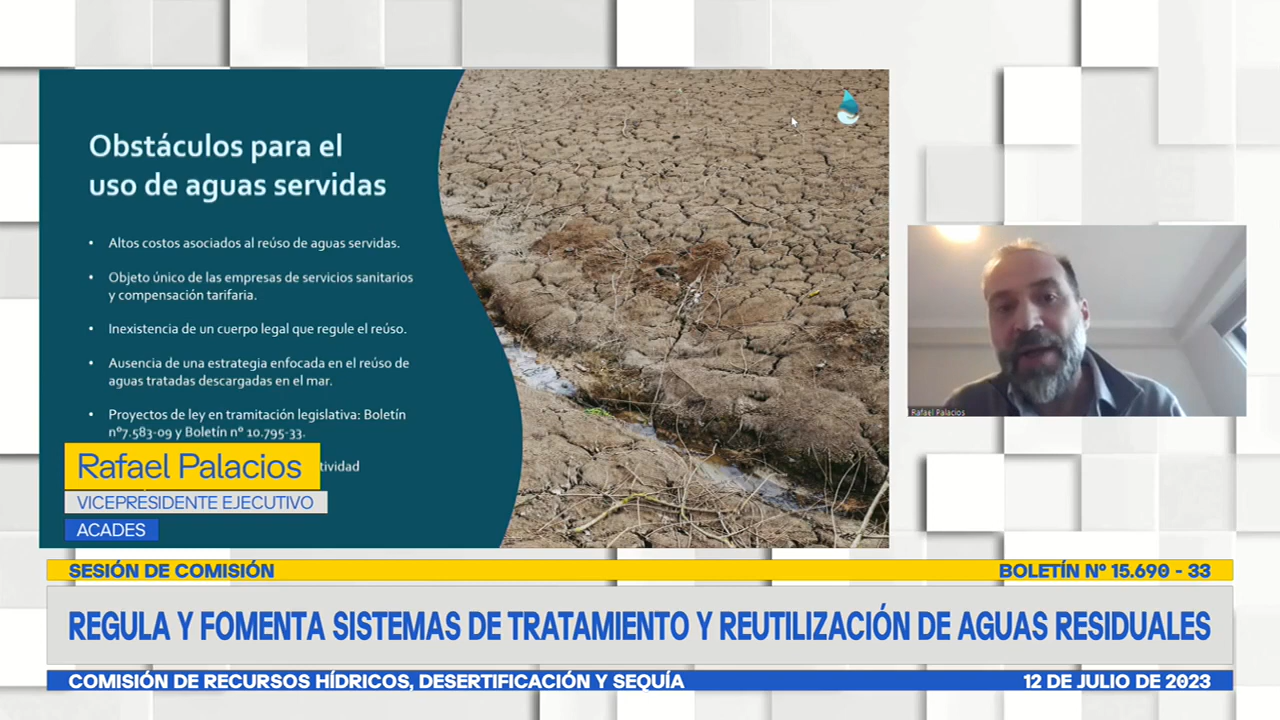 Obstáculos para el
uso de aguas servidas
• Altos costos asociados al reúso de aguas servidas.
• Objeto único de las empresas de servicios sanitarios
y compensación tarifaria.
• Inexistencia de un cuerpo legal que regule el reúso.
• Ausencia de una estrategia enfocada en el reúso de
aguas tratadas descargadas en el mar.
• Proyectos de ley en tramitación legislativa: Boletín
nº7.583-09 y Boletín nº 10.795-33.
Rafael Palacios
VICEPRESIDENTE EJECUTIVO
ACADES
Rafael Palacios
SESIÓN DE COMISIÓN
BOLETÍN Nº 15.690 - 33
REGULA Y FOMENTA SISTEMAS DE TRATAMIENTO Y REUTILIZACIÓN DE AGUAS RESIDUALES
COMISIÓN DE RECURSOS HÍDRICOS, DESERTIFICACIÓN Y SEQUÍA
12 DE JULIO DE 2023